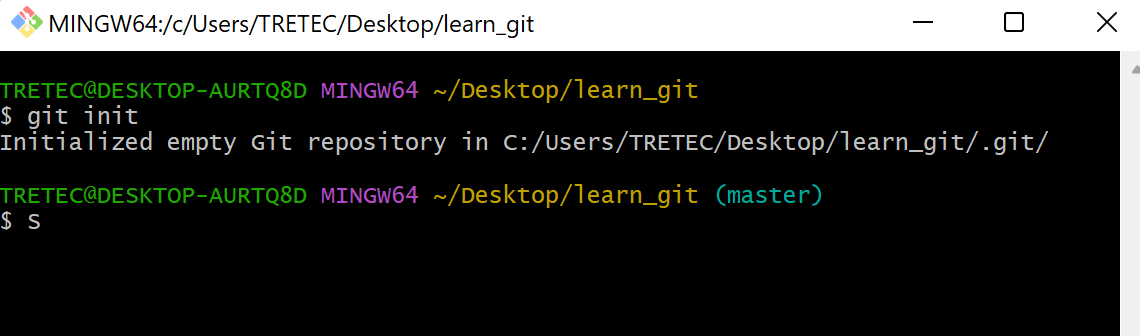 MINGW64:/c/Users/TRETEC/Desktop/learn_git
TRETEC@DESKTOP-AURTQ8D MINGW64 ~/Desktop/learn_git
$ git init
Initialized empty Git repository in C:/Users/TRETEC/Desktop/learn_git/.git/
TRETEC@DESKTOP-AURTQ8D MINGW64 ~/Desktop/learn_git (master)
$ S